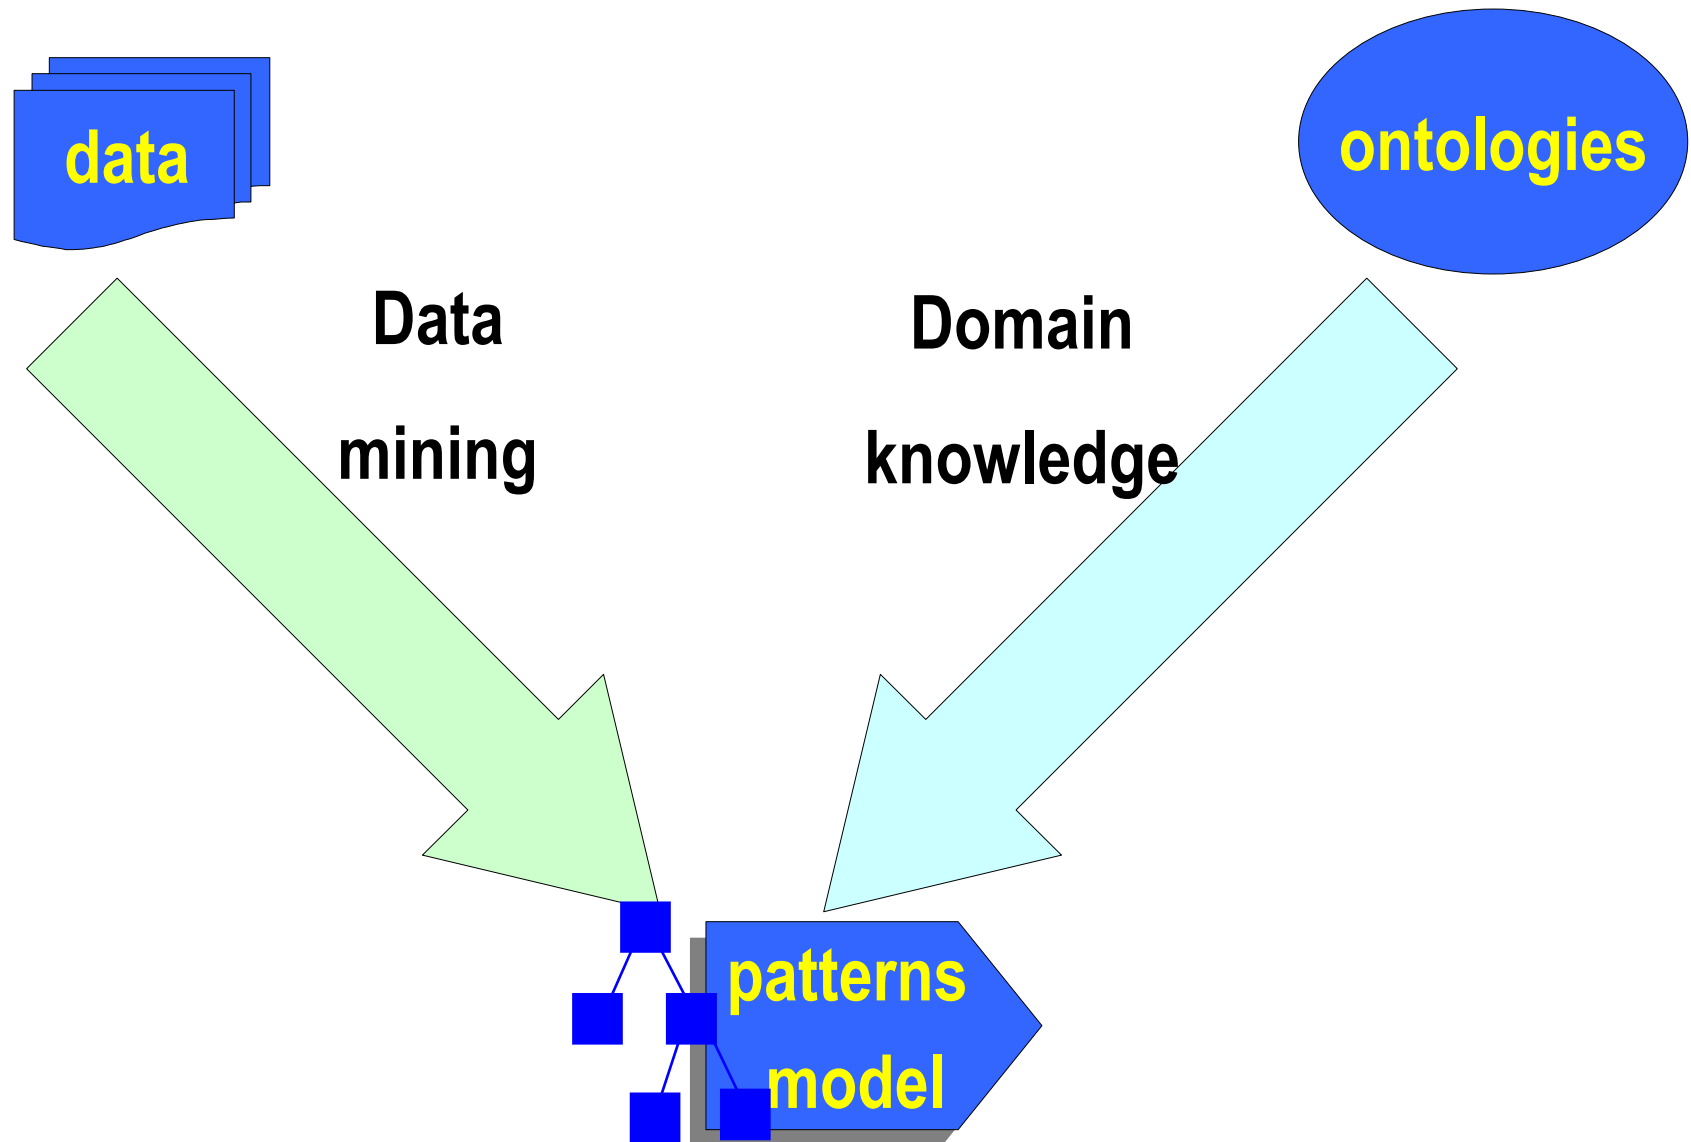 data
ontologies
Data
mining
Domain
knowledge
patterns
model